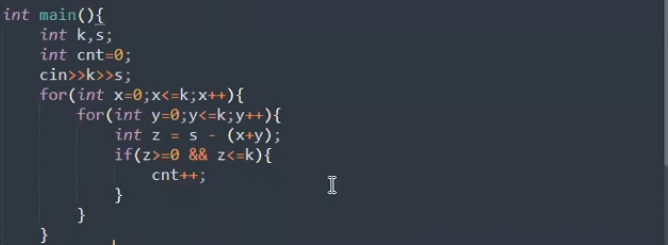 int main(){
    int k,s;
    int cnt=0;
    cin>>k>>s;
    for(int x=0;x<=k;x++){
        for(int y=0;y<=k;y++){
            int z = s - (x+y);
            if(z>=0 && z<=k){
                cnt++;
            }
        }
    }